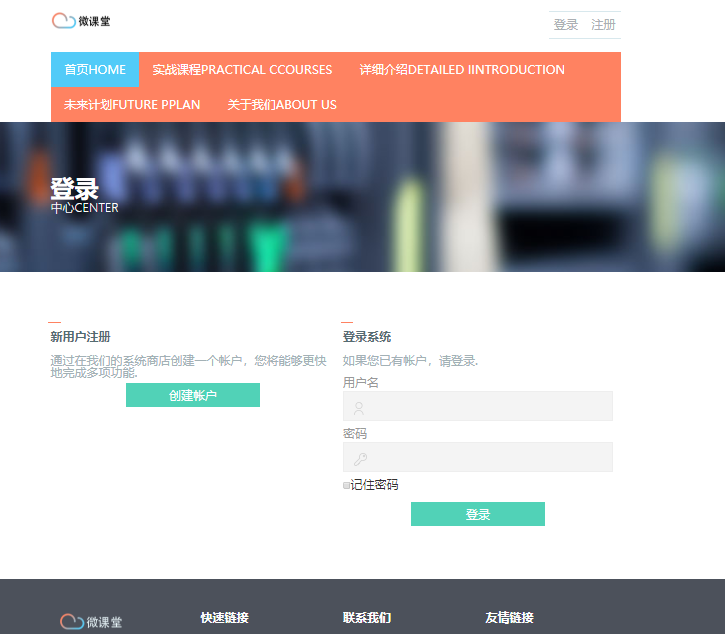 微课堂
登录 注册
首页HOME 实战课程PRACTICAL CCOURSES 详细介绍DETAILED IINTRODUCTION
未来计划FUTURE PPLAN 关于我们ABOUT US
登录
中心CENTER
新用户注册
通过在我们的系统商店创建一个帐户，您将能够更快
地完成多项功能.
创建帐户
登录系统
如果您已有帐户，请登录.
用户名
密码
记住密码
登录
微课堂 快速链接 联系我们 友情链接